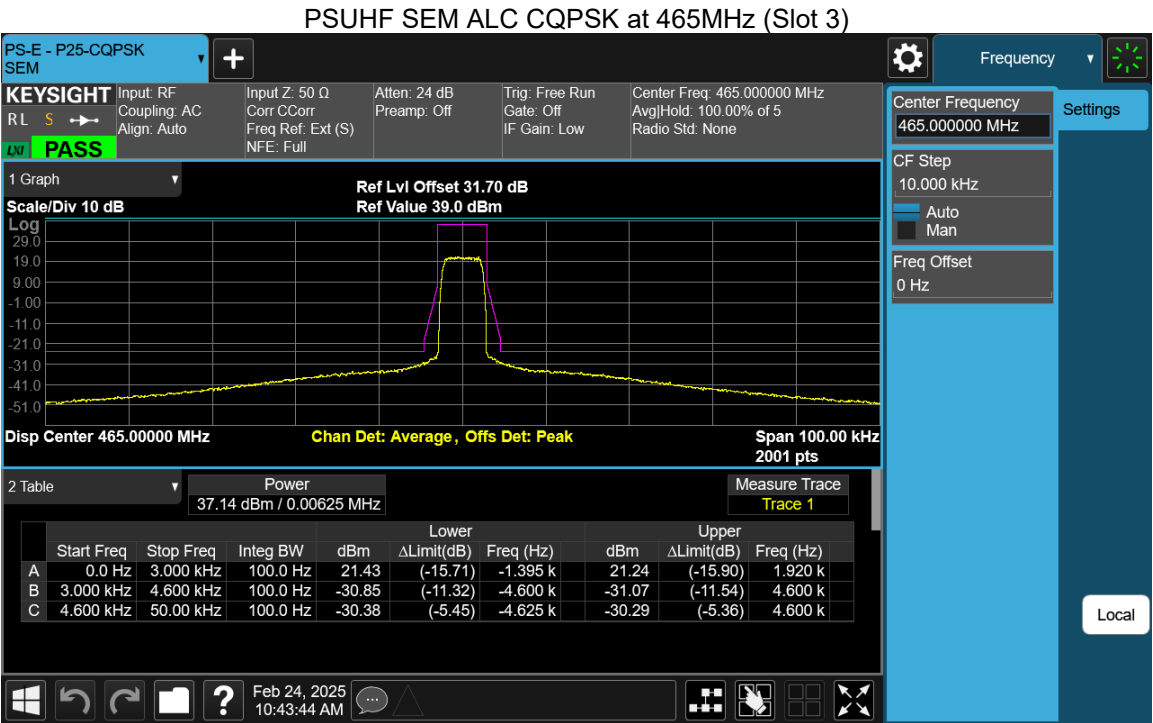 PSUHF SEM ALC CQPSK at 465MHz (Slot 3)
PS-E - P25-CQPSK
SEM
Frequency
KEYSIGHT
RL S
LXI PASS
Input: RF
Coupling: AC
Align: Auto
Input Z: 50 Ω
Corr CCorr
Freq Ref: Ext (S)
NFE: Full
Atten: 24 dB
Preamp: Off
Trig: Free Run
Gate: Off
IF Gain: Low
Center Freq: 465.000000 MHz
Avg|Hold: 100.00% of 5
Radio Std: None
Center Frequency
465.000000 MHz
Settings
CF Step
10.000 kHz
Auto
Man
Freq Offset
0 Hz
1 Graph
Scale/Div 10 dB
Ref Lvl Offset 31.70 dB
Ref Value 39.0 dBm
Log
29.0
19.0
9.00
-1.00
-11.0
-21.0
-31.0
-41.0
-51.0
Disp Center 465.00000 MHz
Chan Det: Average, Offs Det: Peak
Span 100.00 kHz
2001 pts
2 Table
Power
37.14 dBm / 0.00625 MHz
Measure Trace
Trace 1
Lower Upper
Start Freq Stop Freq Integ BW dBm ΔLimit(dB) Freq (Hz) dBm ΔLimit(dB) Freq (Hz)
A 0.0 Hz 3.000 kHz 100.0 Hz 21.43 (-15.71) -1.395 k 21.24 (-15.90) 1.920 k
B 3.000 kHz 4.600 kHz 100.0 Hz -30.85 (-11.32) -4.600 k -31.07 (-11.54) 4.600 k
C 4.600 kHz 50.00 kHz 100.0 Hz -30.38 (-5.45) -4.625 k -30.29 (-5.36) 4.600 k
Local
Feb 24, 2025
10:43:44 AM